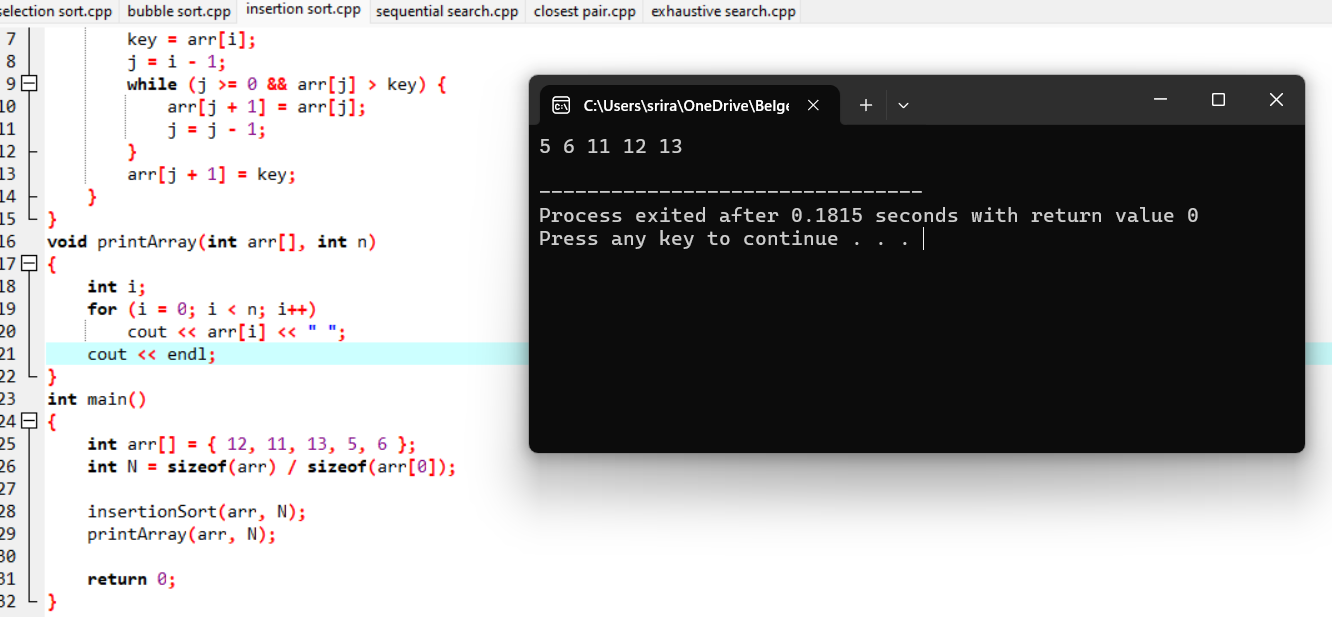 selection sort.cpp bubble sort.cpp insertion sort.cpp sequential search.cpp closest pair.cpp exhaustive search.cpp
7 key = arr[i];
8 j = i - 1;
9 while (j >= 0 && arr[j] > key) {
10 arr[j + 1] = arr[j];
11 j = j - 1;
12 }
13 arr[j + 1] = key;
14 }
15 }
16 void printArray(int arr[], int n)
17 {
18 int i;
19 for (i = 0; i < n; i++)
20 cout << arr[i] << " ";
21 cout << endl;
22 }
23 int main()
24 {
25 int arr[] = { 12, 11, 13, 5, 6 };
26 int N = sizeof(arr) / sizeof(arr[0]);
27
28 insertionSort(arr, N);
29 printArray(arr, N);
30
31 return 0;
32 }
C:\Users\srira\OneDrive\Belge
5 6 11 12 13
--------------------------------
Process exited after 0.1815 seconds with return value 0
Press any key to continue . . .